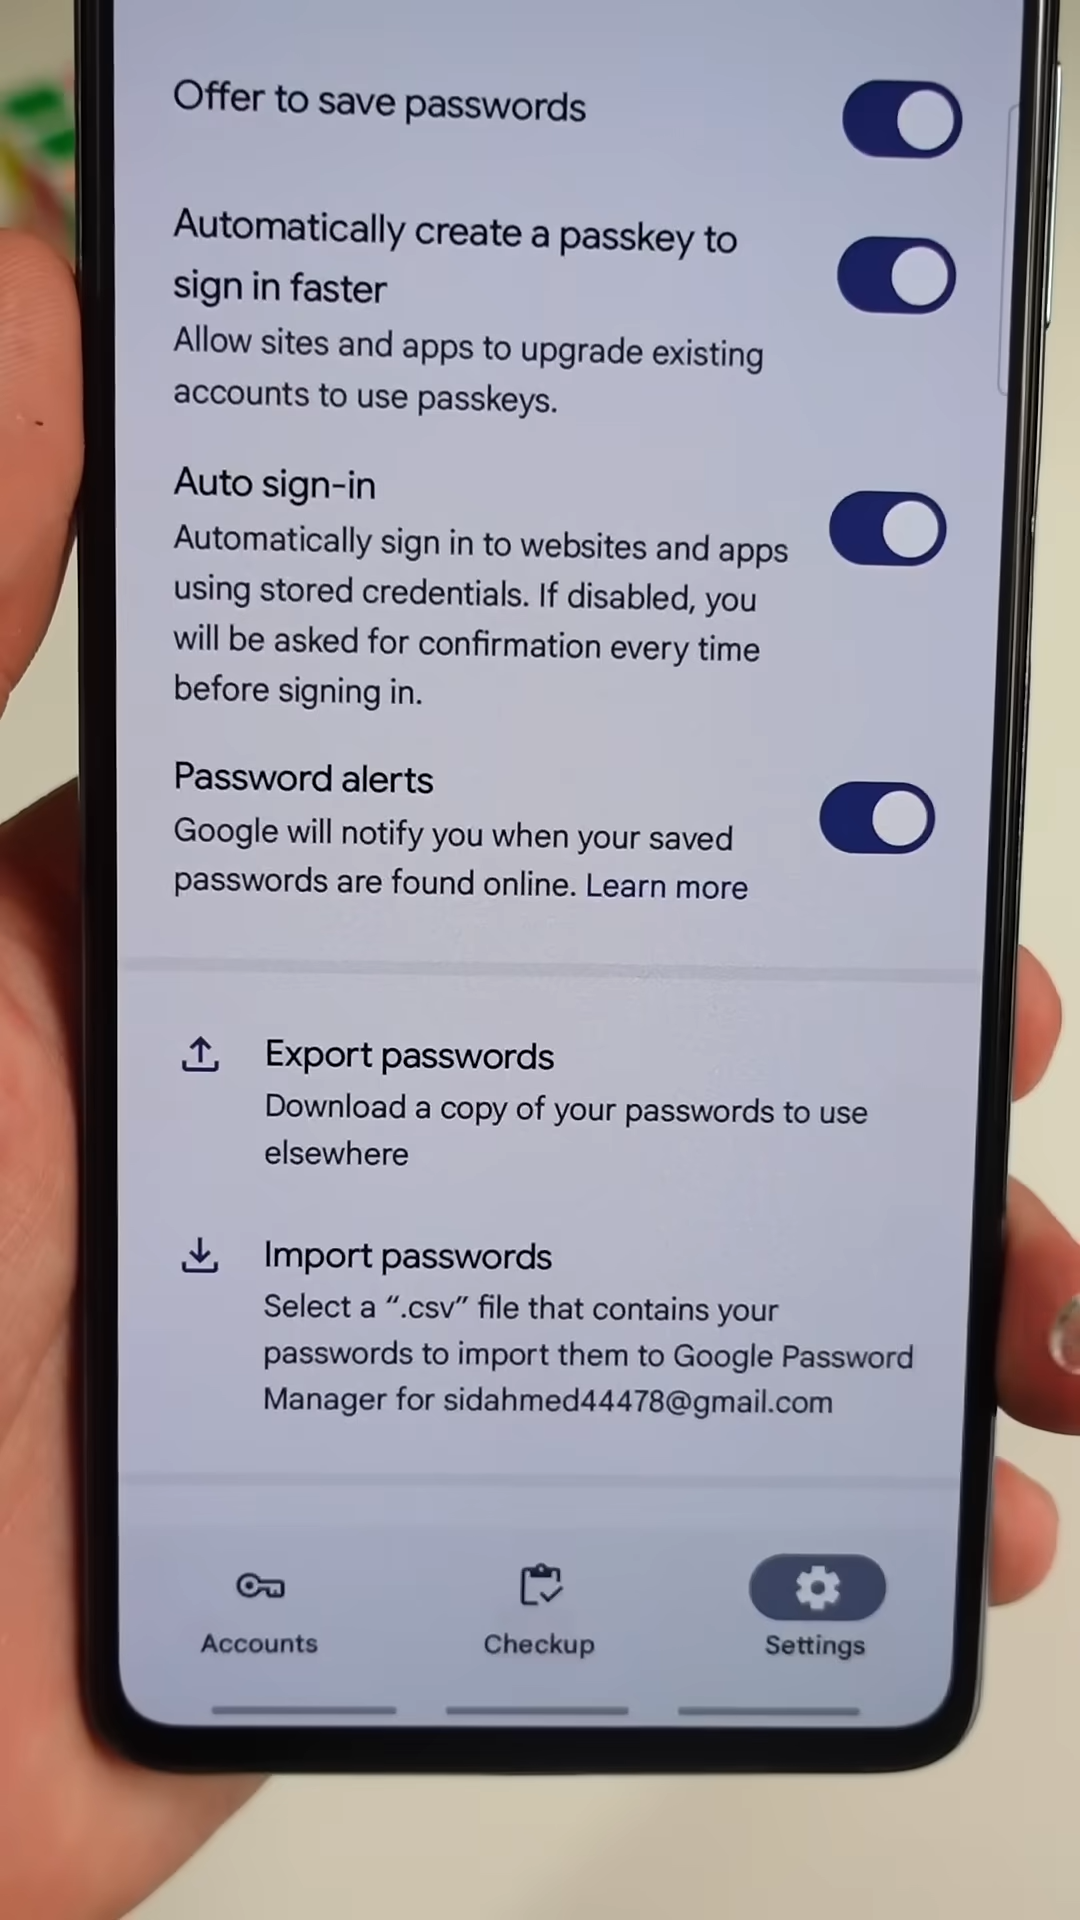 Offer to save passwords
Automatically create a passkey to
sign in faster
Allow sites and apps to upgrade existing
accounts to use passkeys.
Auto sign-in
Automatically sign in to websites and apps
using stored credentials. If disabled, you
will be asked for confirmation every time
before signing in.
Password alerts
Google will notify you when your saved
passwords are found online. Learn more
Export passwords
Download a copy of your passwords to use
elsewhere
Import passwords
Select a “.csv” file that contains your
passwords to import them to Google Password
Manager for sidahmed44478@gmail.com
Accounts
Checkup
Settings